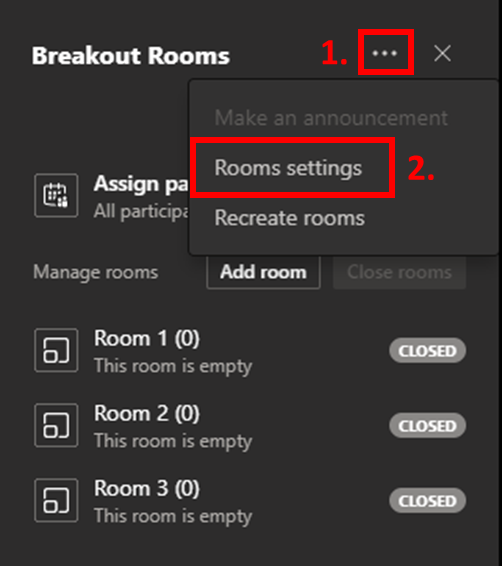 Breakout Rooms 1. ...
Make an announcement
Rooms settings 2.
Recreate rooms
Assign pa
All participa
Manage rooms Add room Close rooms
Room 1 (0)
This room is empty
CLOSED
Room 2 (0)
This room is empty
CLOSED
Room 3 (0)
This room is empty
CLOSED